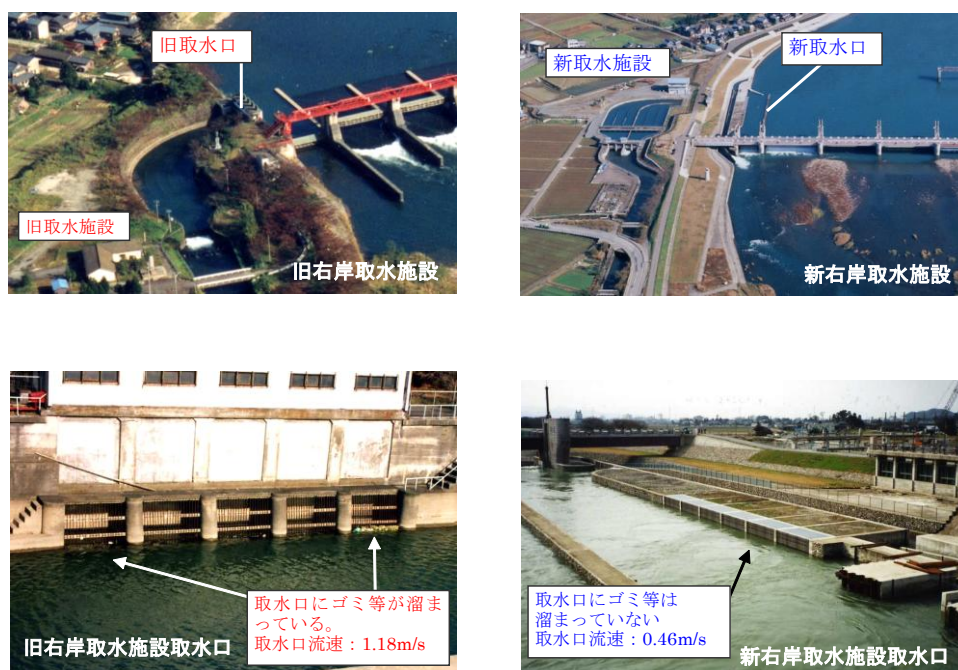 旧取水口
旧取水施設
旧右岸取水施設
新取水施設
新取水口
新右岸取水施設
取水口にゴミ等が溜ま
っている。
取水口流速：1.18m/s
旧右岸取水施設取水口
取水口にゴミ等は
溜まっていない
取水口流速：0.46m/s
新右岸取水施設取水口